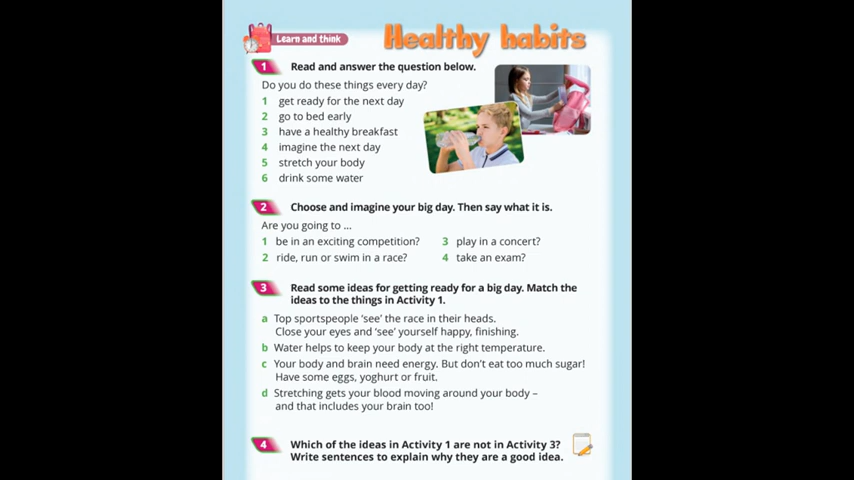 Learn and think
Healthy habits
1 Read and answer the question below.
Do you do these things every day?
1 get ready for the next day
2 go to bed early
3 have a healthy breakfast
4 imagine the next day
5 stretch your body
6 drink some water
2 Choose and imagine your big day. Then say what it is.
Are you going to ...
1 be in an exciting competition? 3 play in a concert?
2 ride, run or swim in a race? 4 take an exam?
3 Read some ideas for getting ready for a big day. Match the
ideas to the things in Activity 1.
a Top sportspeople ‘see’ the race in their heads.
Close your eyes and ‘see’ yourself happy, finishing.
b Water helps to keep your body at the right temperature.
c Your body and brain need energy. But don’t eat too much sugar!
Have some eggs, yoghurt or fruit.
d Stretching gets your blood moving around your body –
and that includes your brain too!
4 Which of the ideas in Activity 1 are not in Activity 3?
Write sentences to explain why they are a good idea.